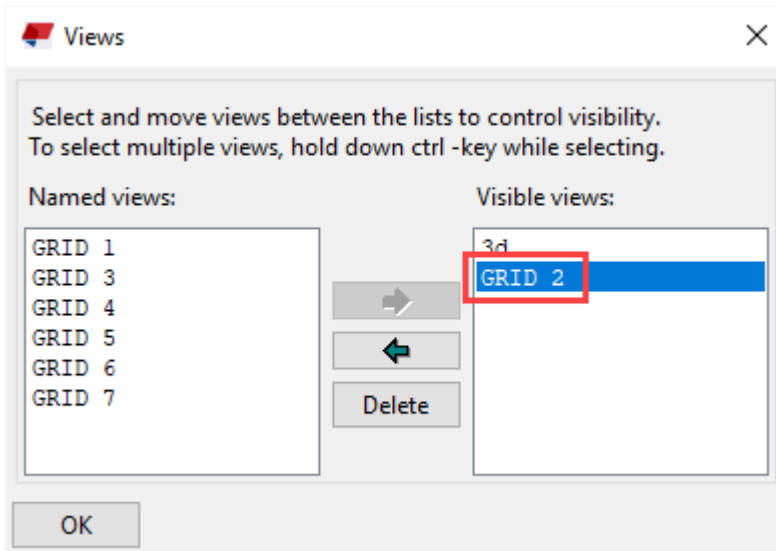 Views
Select and move views between the lists to control visibility.
To select multiple views, hold down ctrl -key while selecting.
Named views:
GRID 1
GRID 3
GRID 4
GRID 5
GRID 6
GRID 7
Delete
Visible views:
3d
GRID 2
OK